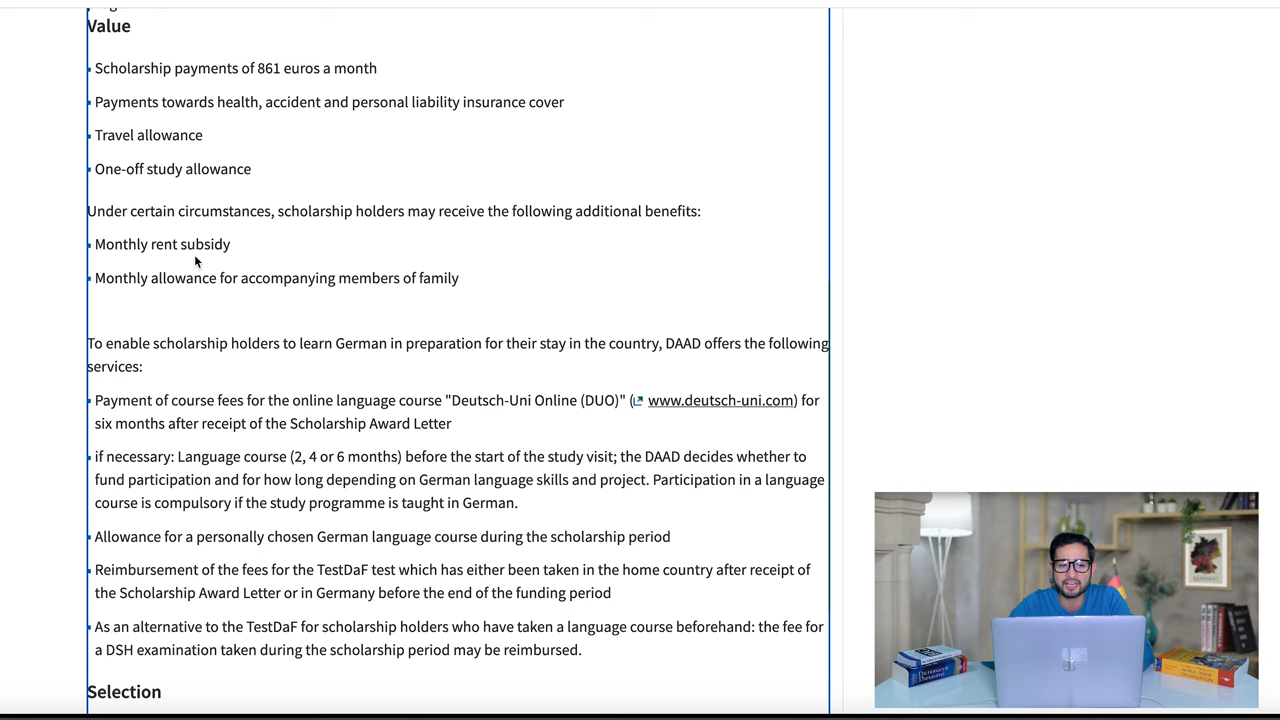 Value
Scholarship payments of 861 euros a month
Payments towards health, accident and personal liability insurance cover
Travel allowance
One-off study allowance
Under certain circumstances, scholarship holders may receive the following additional benefits:
Monthly rent subsidy
Monthly allowance for accompanying members of family
To enable scholarship holders to learn German in preparation for their stay in the country, DAAD offers the following
services:
Payment of course fees for the online language course "Deutsch-Uni Online (DUO)" ( www.deutsch-uni.com) for
six months after receipt of the Scholarship Award Letter
if necessary: Language course (2, 4 or 6 months) before the start of the study visit; the DAAD decides whether to
fund participation and for how long depending on German language skills and project. Participation in a language
course is compulsory if the study programme is taught in German.
Allowance for a personally chosen German language course during the scholarship period
Reimbursement of the fees for the TestDaF test which has either been taken in the home country after receipt of
the Scholarship Award Letter or in Germany before the end of the funding period
As an alternative to the TestDaF for scholarship holders who have taken a language course beforehand: the fee for
a DSH examination taken during the scholarship period may be reimbursed.
Selection